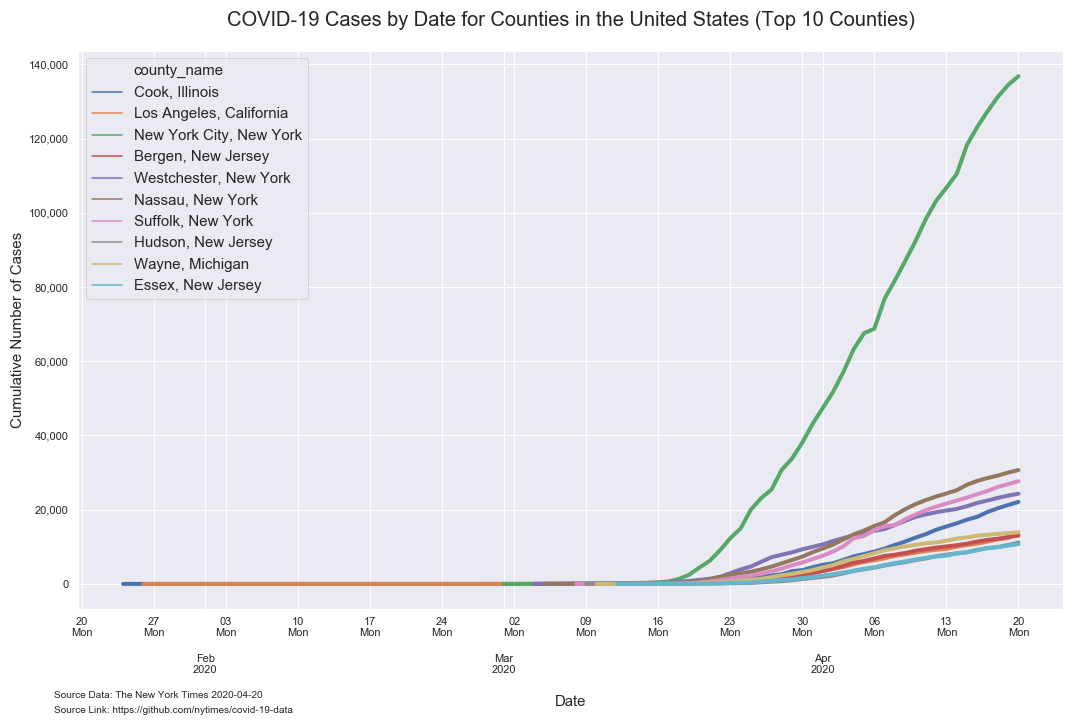 COVID-19 Cases by Date for Counties in the United States (Top 10 Counties)
140,000
120,000
100,000
80,000
60,000
40,000
20,000
0
Cumulative Number of Cases
county_name
Cook, Illinois
Los Angeles, California
New York City, New York
Bergen, New Jersey
Westchester, New York
Nassau, New York
Suffolk, New York
Hudson, New Jersey
Wayne, Michigan
Essex, New Jersey
20 27 03 10 17 24 02 09 16 23 30 06 13 20
Mon Mon Mon Mon Mon Mon Mon Mon Mon Mon Mon Mon Mon Mon
Feb Mar Apr
2020 2020 2020
Date
Source Data: The New York Times 2020-04-20
Source Link: https://github.com/nytimes/covid-19-data